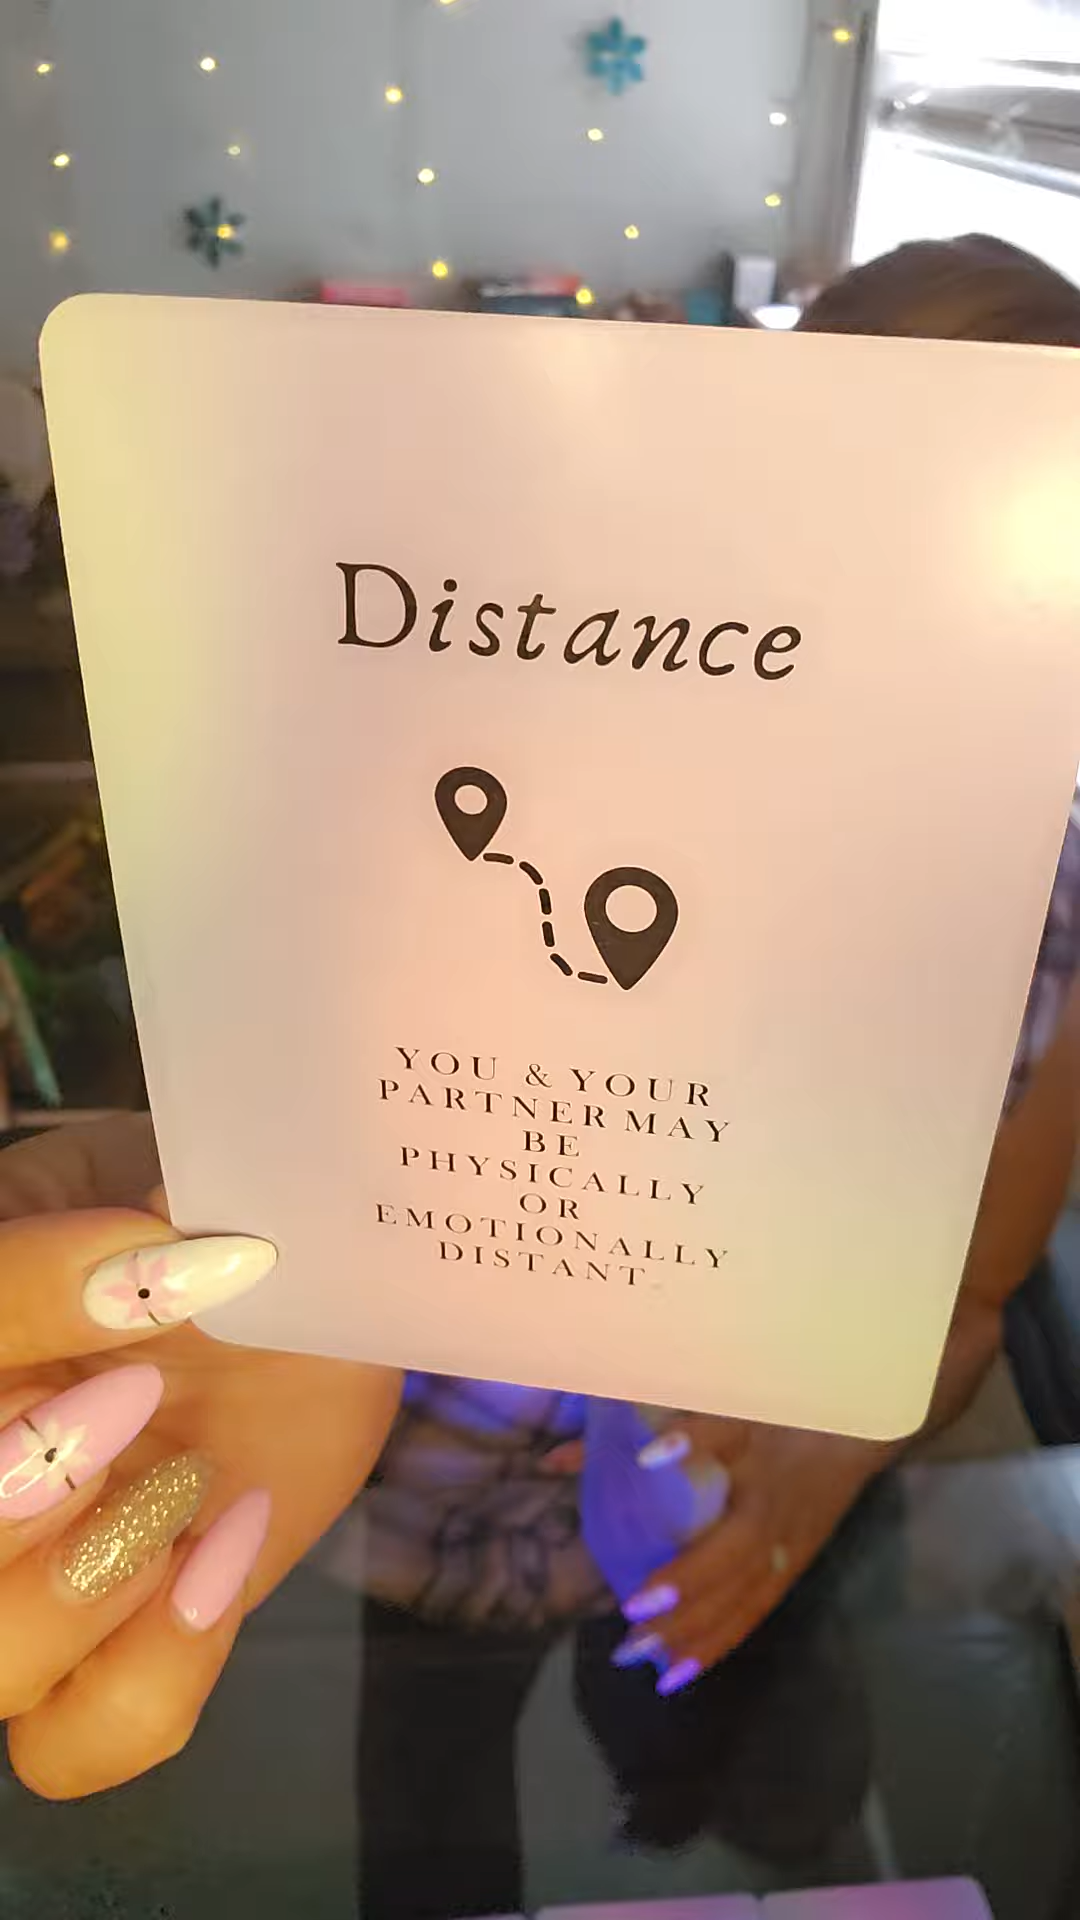 Distance
YOU & YOUR
PARTNER MAY
BE
PHYSICALLY
OR
EMOTIONALLY
DISTANT